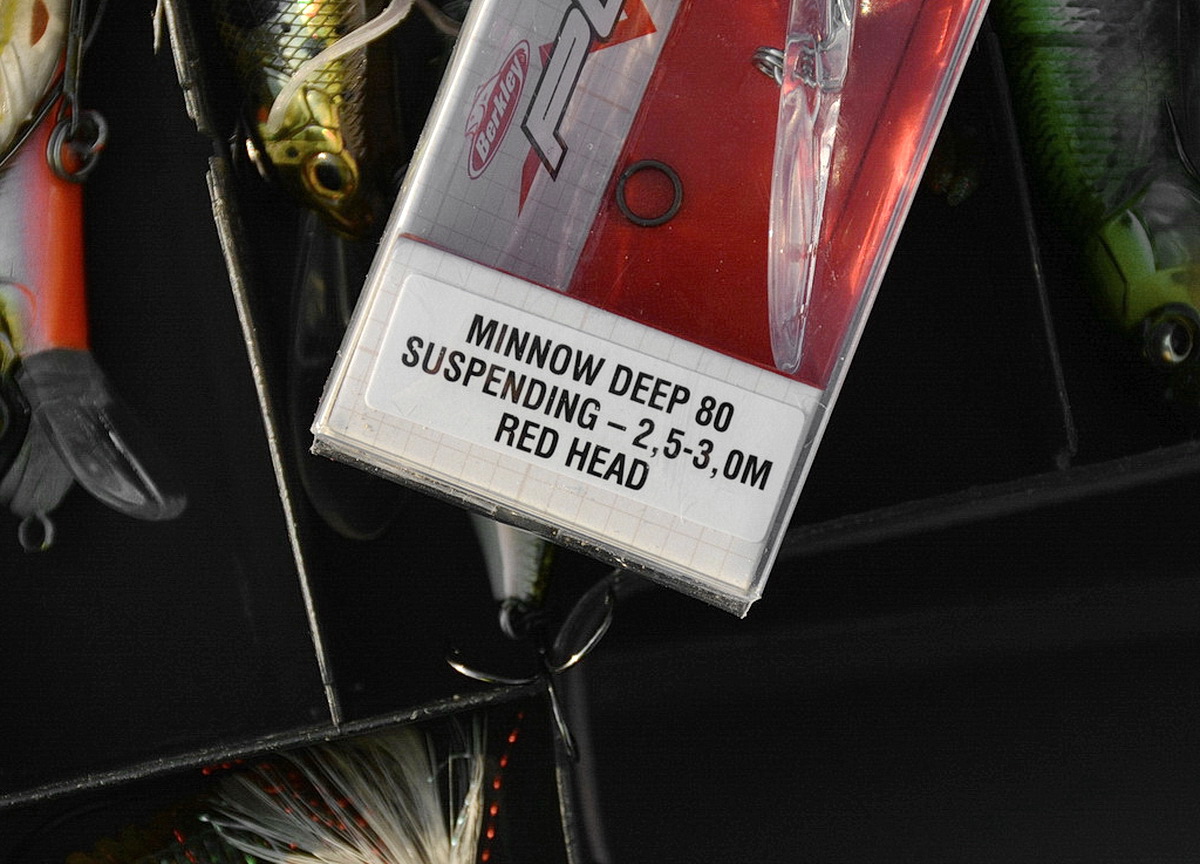 Berkley
MINNOW DEEP 80
SUSPENDING – 2,5-3,0M
RED HEAD